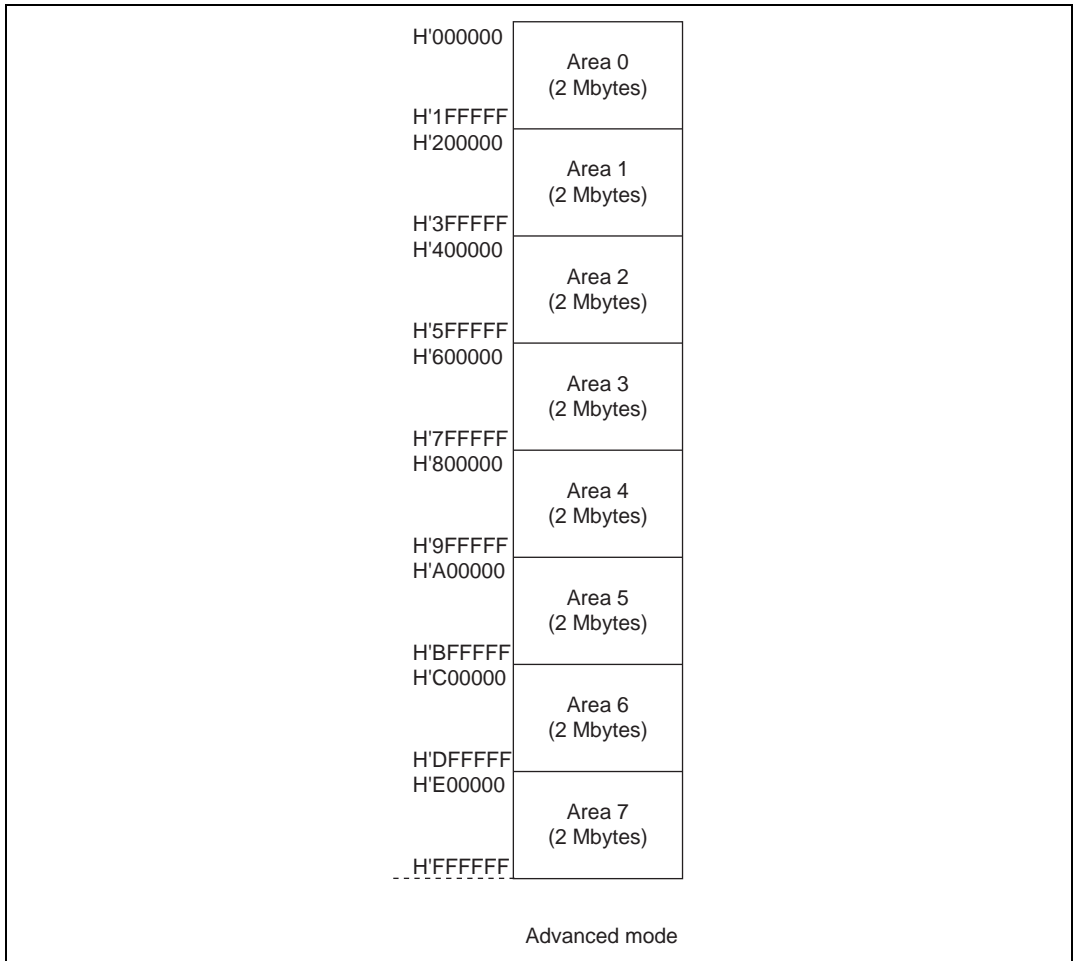 H'000000
Area 0
(2 Mbytes)
H'1FFFFF
H'200000
Area 1
(2 Mbytes)
H'3FFFFF
H'400000
Area 2
(2 Mbytes)
H'5FFFFF
H'600000
Area 3
(2 Mbytes)
H'7FFFFF
H'800000
Area 4
(2 Mbytes)
H'9FFFFF
H'A00000
Area 5
(2 Mbytes)
H'BFFFFF
H'C00000
Area 6
(2 Mbytes)
H'DFFFFF
H'E00000
Area 7
(2 Mbytes)
H'FFFFFF
Advanced mode